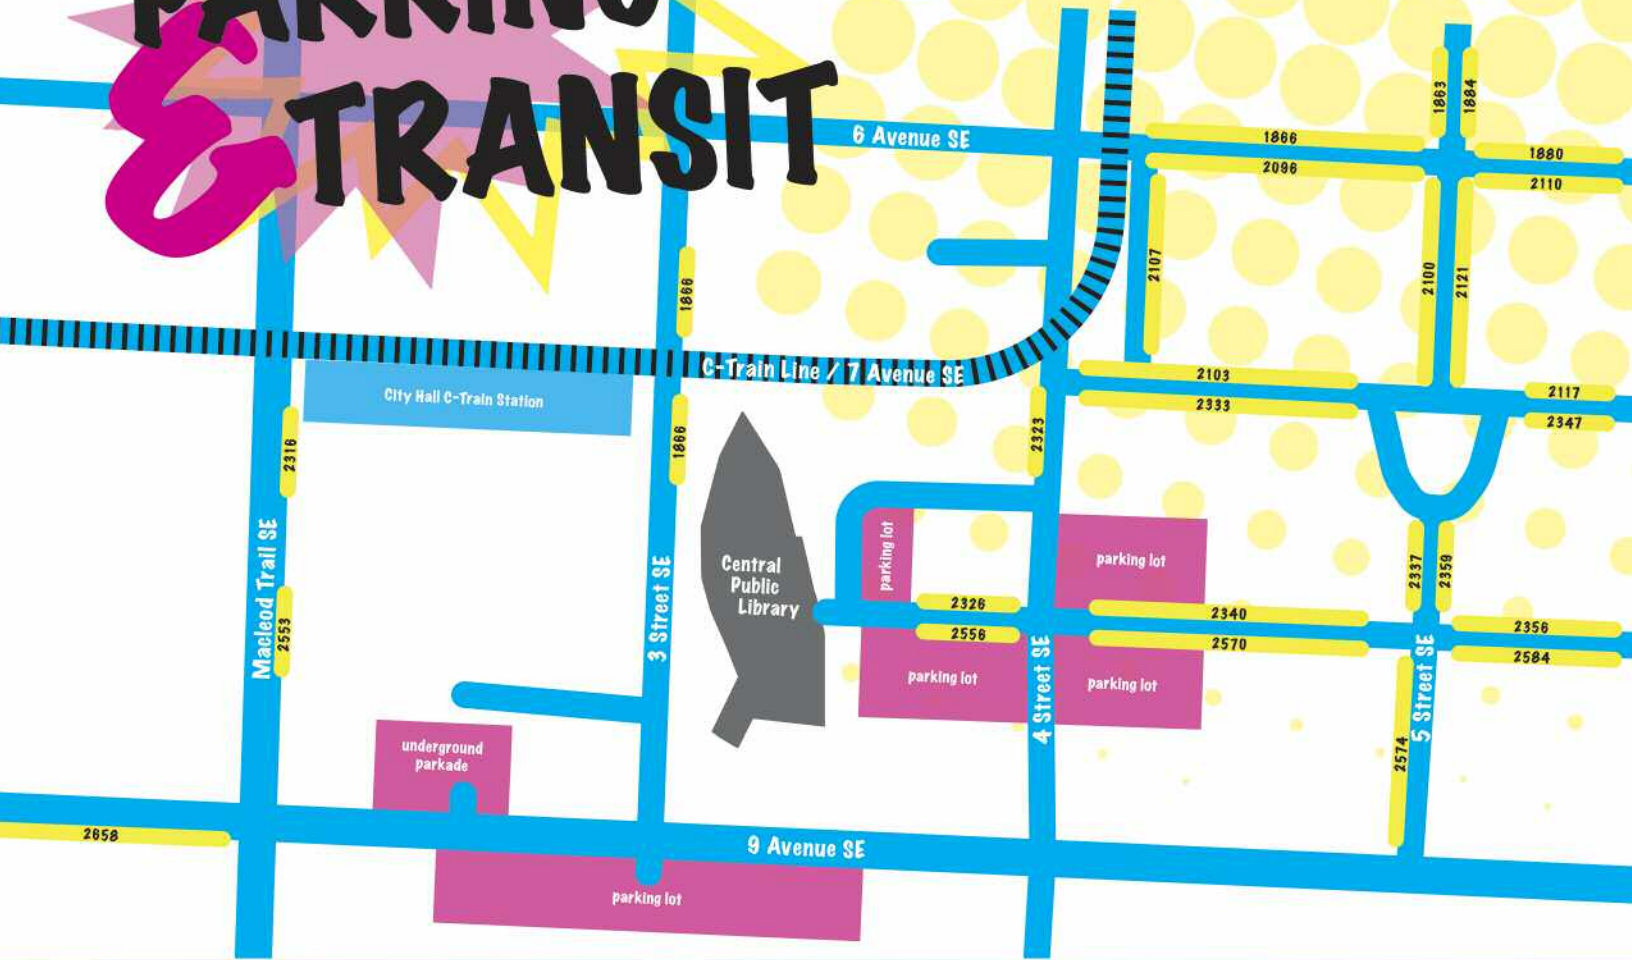 PARKING
& TRANSIT
6 Avenue SE
1863
1884
1866
1880
2096
2110
2107
2100
2121
1866
C-Train Line / 7 Avenue SE
City Hall C-Train Station
2103
2117
2333
2347
2316
1866
2323
Macleod Trail SE
2553
3 Street SE
Central
Public
Library
parking lot
parking lot
2337
2359
2326
2340
2356
2556
2570
2584
parking lot
parking lot
4 Street SE
5 Street SE
2574
underground
parkade
2658
9 Avenue SE
parking lot